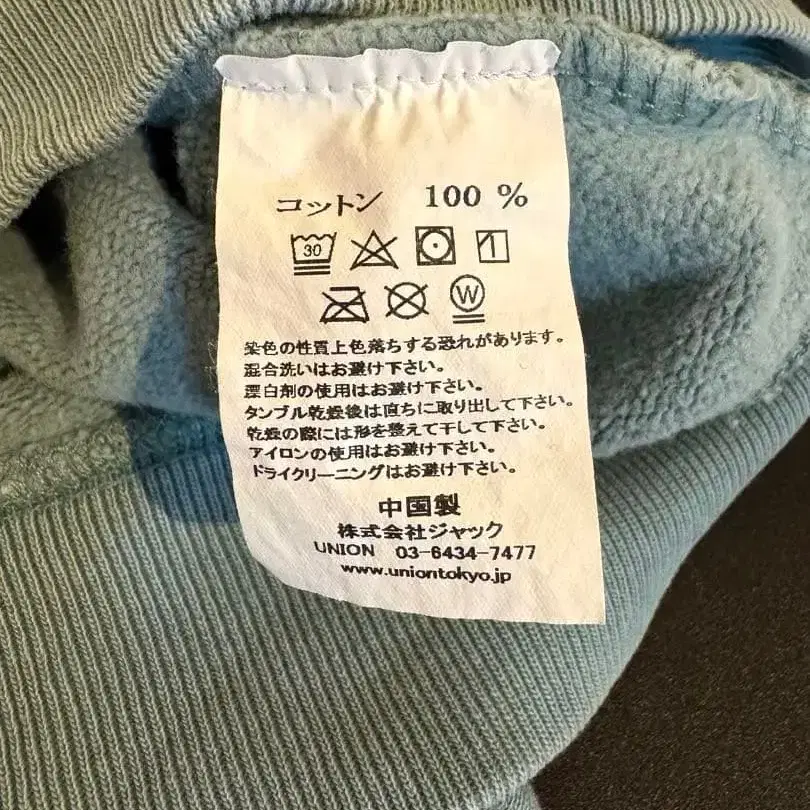 コットン 100 %
30
W
染色の性質上色落ちする恐れがあります。
混合洗いはお避け下さい。
漂白剤の使用はお避け下さい。
タンブル乾燥後は直ちに取り出して下さい。
乾燥の際には形を整えて干して下さい。
アイロンの使用はお避け下さい。
ドライクリーニングはお避け下さい。
中国製
株式会社ジャック
UNION 03-6434-7477
www.uniontokyo.jp